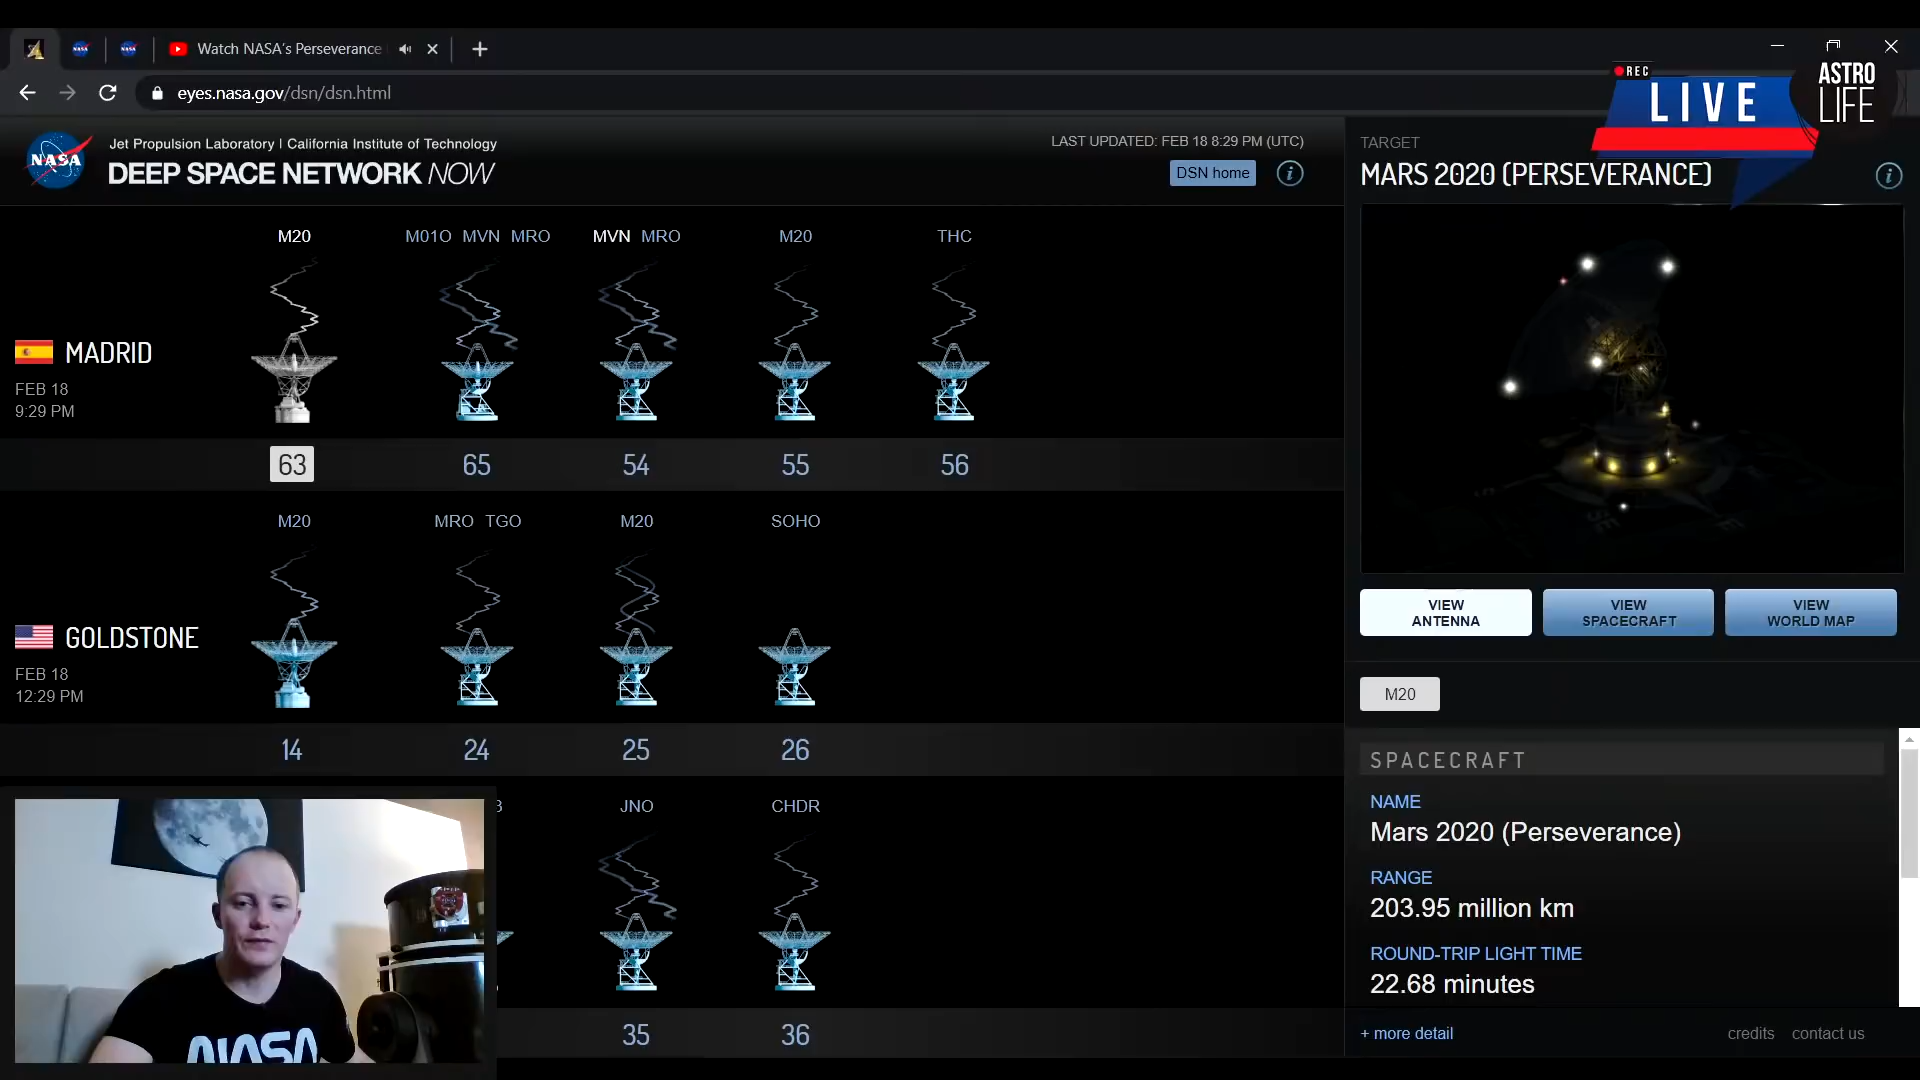 Watch NASA's Perseverance
eyes.nasa.gov/dsn/dsn.html
REC
LIVE
ASTRO
LIFE
NASA
Jet Propulsion Laboratory | California Institute of Technology
DEEP SPACE NETWORK NOW
LAST UPDATED: FEB 18 8:29 PM (UTC)
DSN home
TARGET
MARS 2020 (PERSEVERANCE)
M20
M01O MVN MRO
MVN MRO
M20
THC
MADRID
FEB 18
9:29 PM
63
65
54
55
56
M20
MRO TGO
M20
SOHO
GOLDSTONE
FEB 18
12:29 PM
14
24
25
26
JNO
CHDR
35
36
NASA
VIEW
ANTENNA
VIEW
SPACECRAFT
VIEW
WORLD MAP
M20
SPACECRAFT
NAME
Mars 2020 (Perseverance)
RANGE
203.95 million km
ROUND-TRIP LIGHT TIME
22.68 minutes
+ more detail
credits
contact us